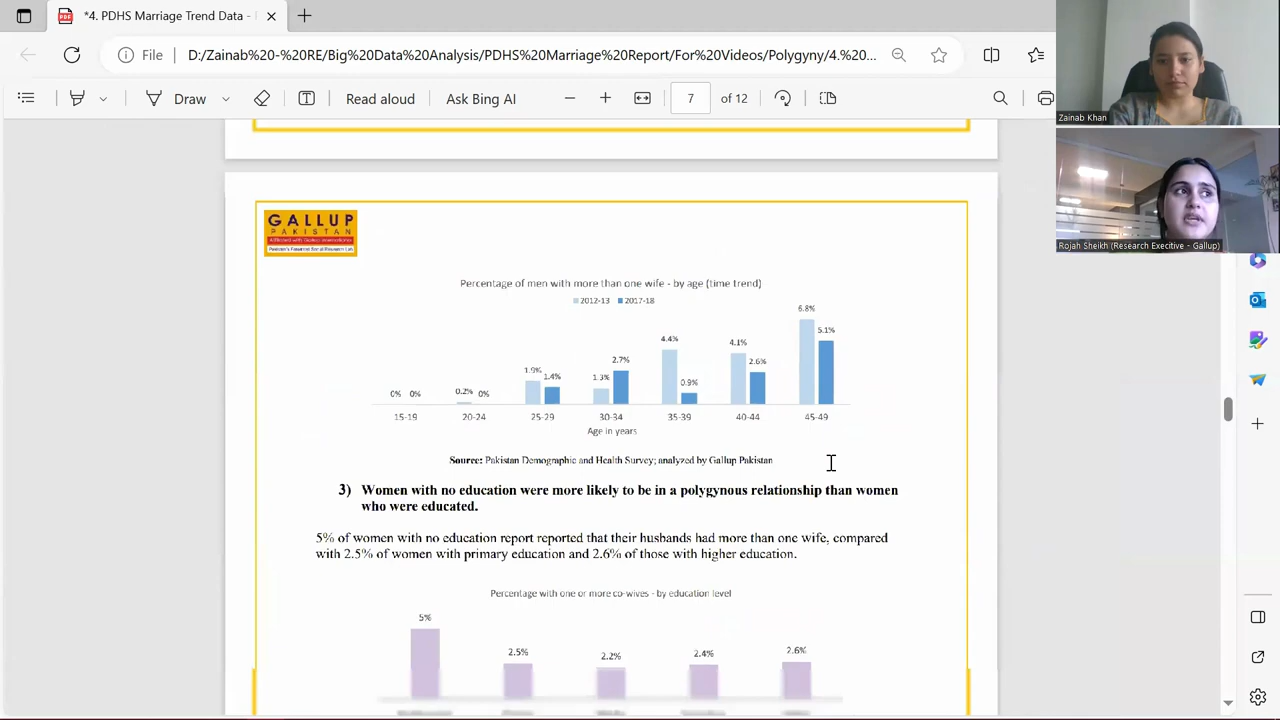 *4. PDHS Marriage Trend Data -
File
D:/Zainab%20-%20RE/Big%20Data%20Analysis/PDHS%20Marriage%20Report/For%20Videos/Polygyny/4.%20...
Draw
Read aloud
Ask Bing AI
7 of 12
Zainab Khan
Rojah Sheikh (Research Execitive - Gallup)
GALLUP
PAKISTAN
Affiliated with Gallup International
Percentage of men with more than one wife - by age (time trend)
2012-13 2017-18
0% 0% 0.2% 0% 1.9% 1.4% 1.3% 2.7% 4.4% 0.9% 4.1% 2.6% 6.8% 5.1%
15-19 20-24 25-29 30-34 35-39 40-44 45-49
Age in years
Source: Pakistan Demographic and Health Survey; analyzed by Gallup Pakistan
3) Women with no education were more likely to be in a polygynous relationship than women
who were educated.
5% of women with no education report reported that their husbands had more than one wife, compared
with 2.5% of women with primary education and 2.6% of those with higher education.
Percentage with one or more co-wives - by education level
5% 2.5% 2.2% 2.4% 2.6%